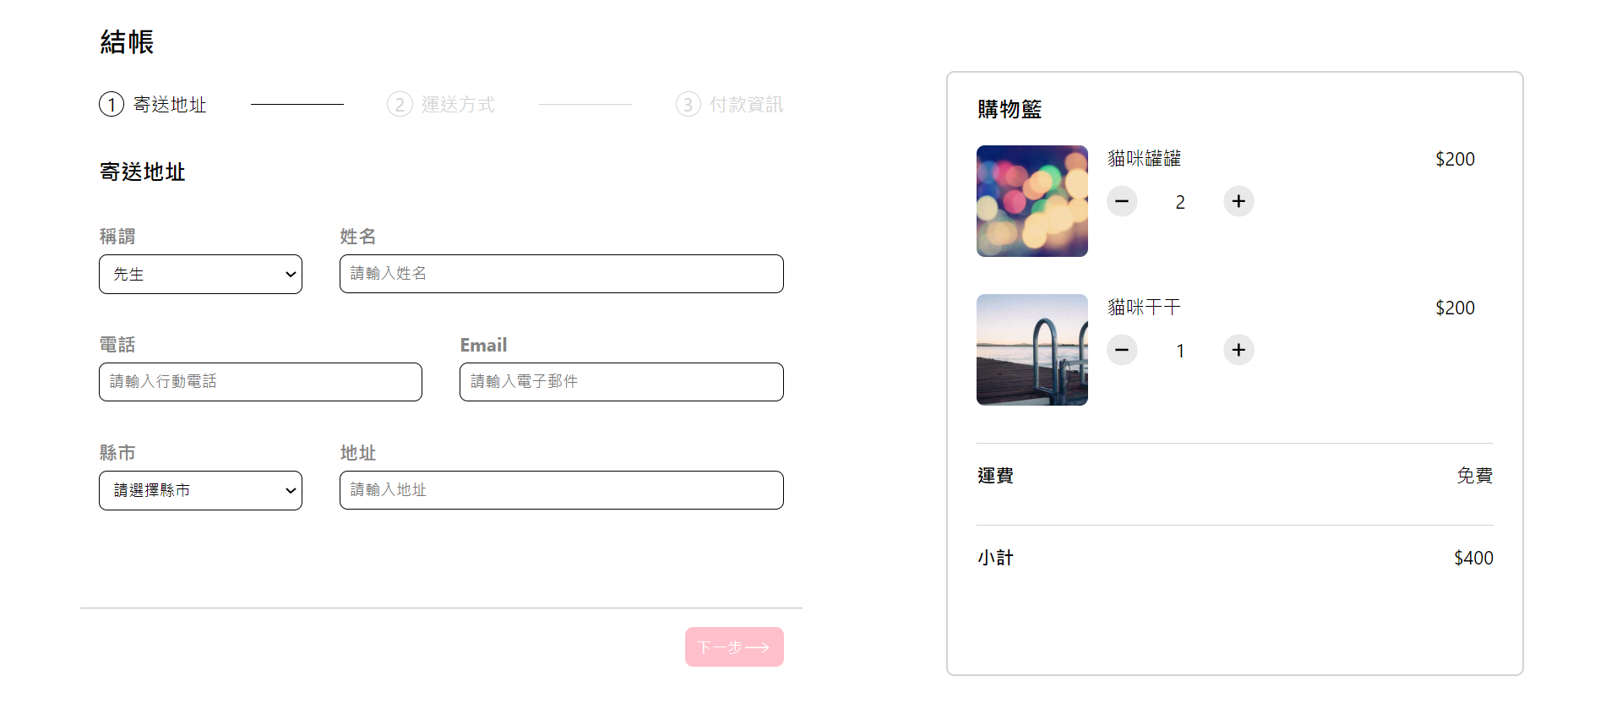 結帳
1 寄送地址
2 運送方式
3 付款資訊
寄送地址
稱謂
姓名
先生
請輸入姓名
電話
Email
請輸入行動電話
請輸入電子郵件
縣市
地址
請選擇縣市
請輸入地址
下一步
購物籃
貓咪罐罐
$200
2
貓咪干干
$200
1
運費
免費
小計
$400